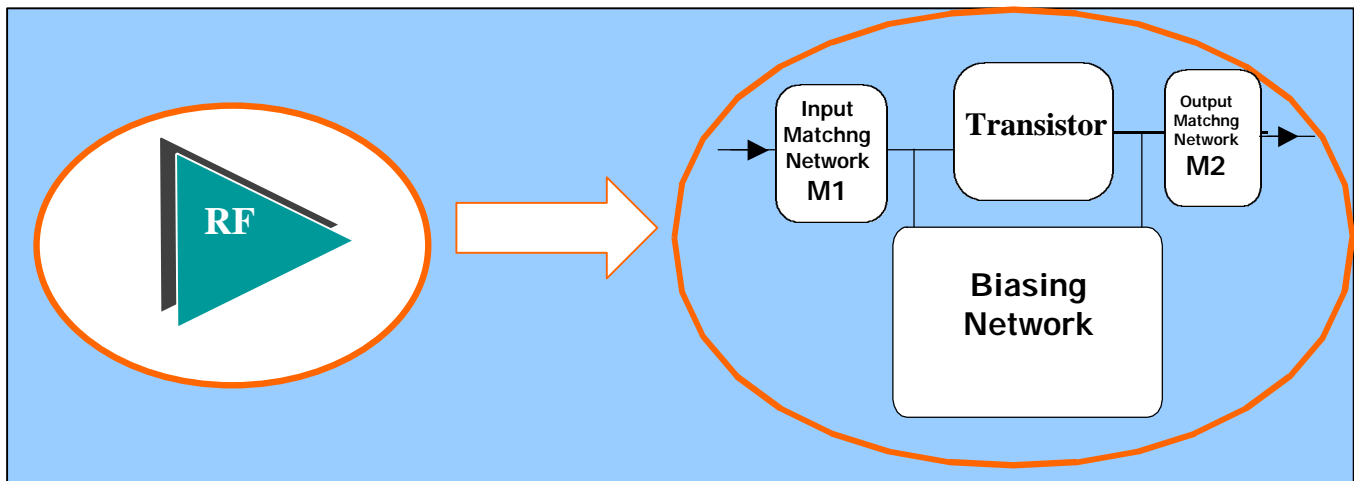 RF
Input
Matchng
Network
M1
Transistor
Output
Matchng
Network
M2
Biasing
Network